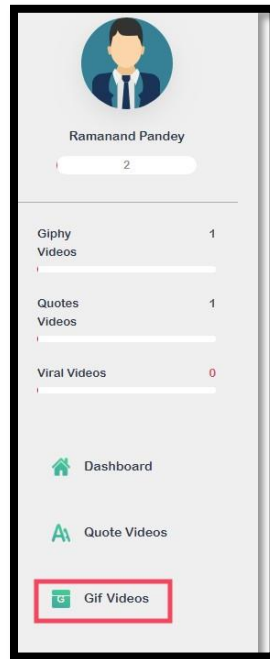 Ramanand Pandey
2
Giphy 1
Videos
Quotes 1
Videos
Viral Videos 0
Dashboard
Quote Videos
G Gif Videos